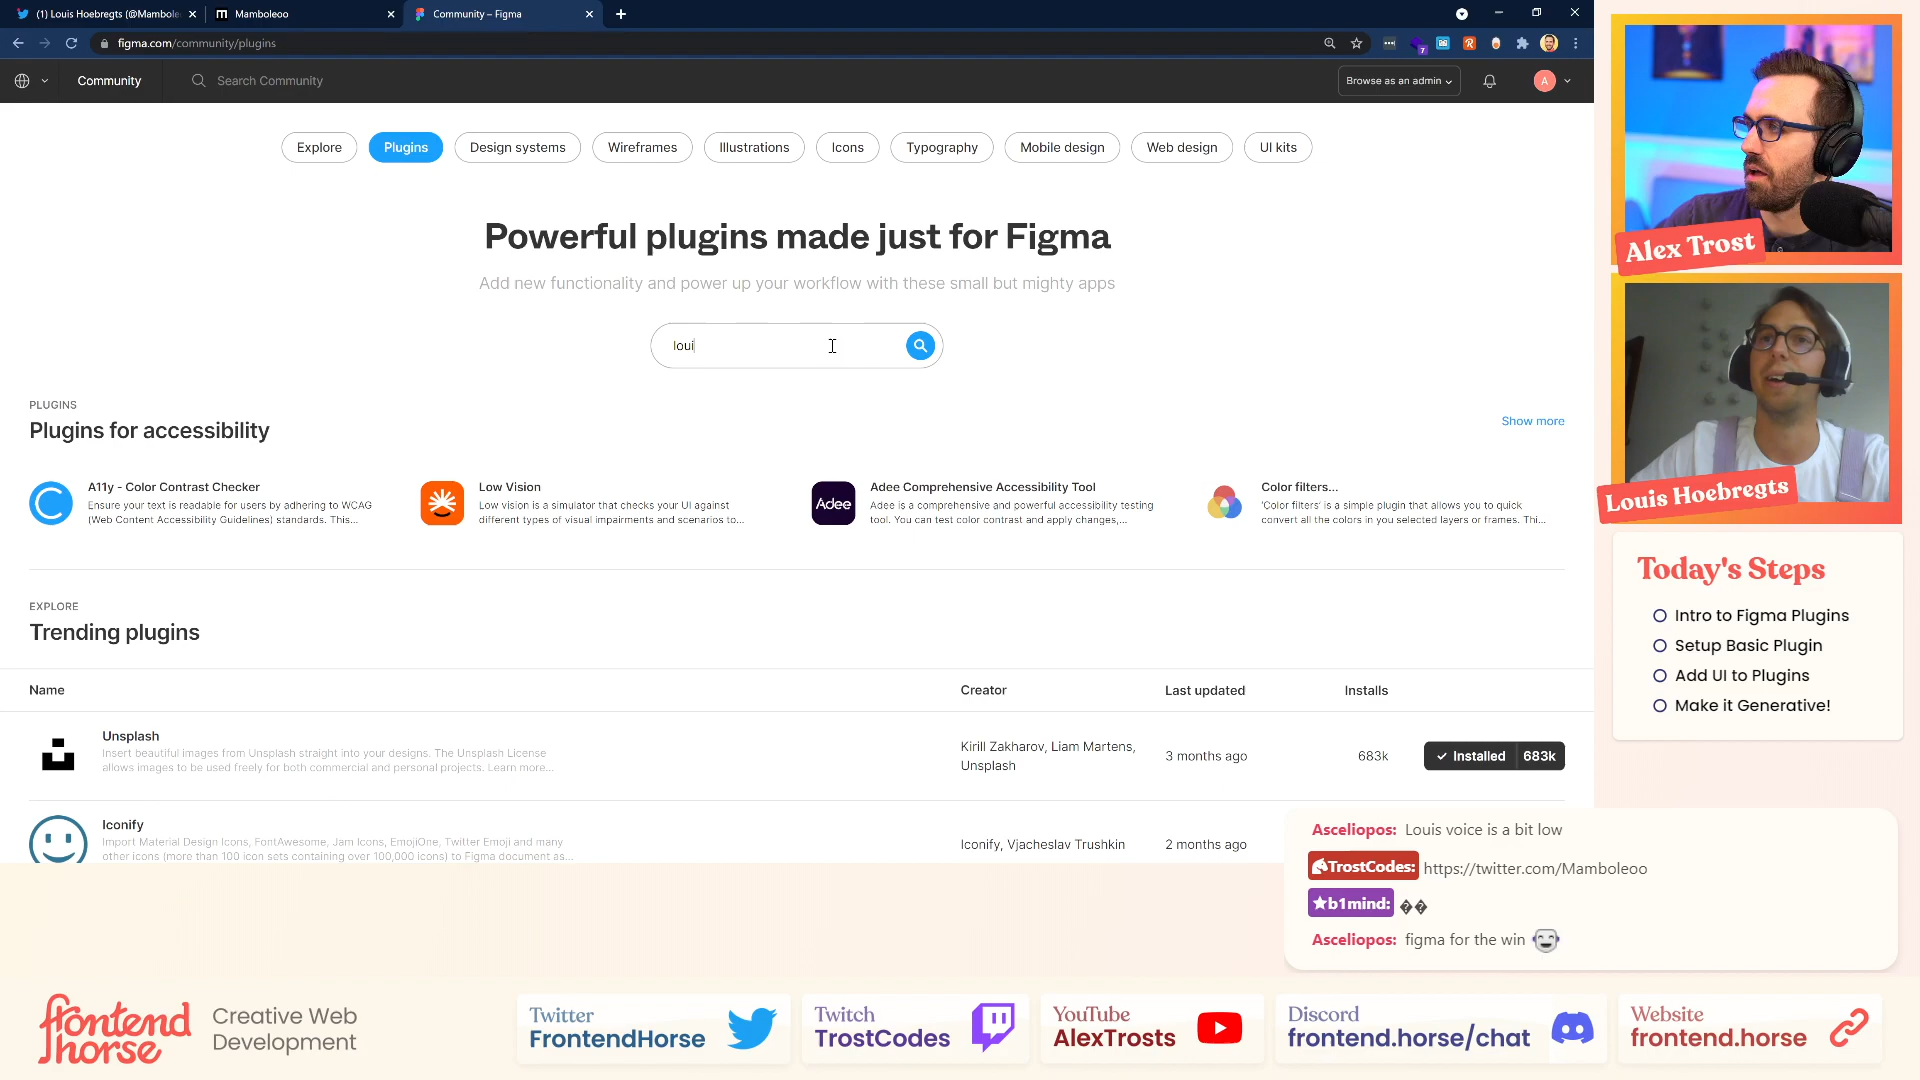 (1) Louis Hoebregts (@Mambole
Mamboleoo
Community – Figma
figma.com/community/plugins
7
Community
Search Community
Browse as an admin
A
Explore
Plugins
Design systems
Wireframes
Illustrations
Icons
Typography
Mobile design
Web design
UI kits
Powerful plugins made just for Figma
Add new functionality and power up your workflow with these small but mighty apps
loui
PLUGINS
Plugins for accessibility
Show more
A11y - Color Contrast Checker
Ensure your text is readable for users by adhering to WCAG
(Web Content Accessibility Guidelines) standards. This...
Low Vision
Low vision is a simulator that checks your UI against
different types of visual impairments and scenarios to...
Adee
Adee Comprehensive Accessibility Tool
Adee is a comprehensive and powerful accessibility testing
tool. You can test color contrast and apply changes,...
Color filters...
'Color filters' is a simple plugin that allows you to quick
convert all the colors in you selected layers or frames. Thi...
EXPLORE
Trending plugins
Name
Creator
Last updated
Installs
Unsplash
Insert beautiful images from Unsplash straight into your designs. The Unsplash License
allows images to be used freely for both commercial and personal projects. Learn more...
Kirill Zakharov, Liam Martens,
Unsplash
3 months ago
683k
Installed
683k
Iconify
Import Material Design Icons, FontAwesome, Jam Icons, EmojiOne, Twitter Emoji and many
other icons (more than 100 icon sets containing over 100,000 icons) to Figma document as...
Iconify, Vjacheslav Trushkin
2 months ago
Alex Trost
Louis Hoebregts
Today's Steps
Intro to Figma Plugins
Setup Basic Plugin
Add UI to Plugins
Make it Generative!
Asceliopos: Louis voice is a bit low
TrostCodes: https://twitter.com/Mamboleoo
b1mind: ��
Asceliopos: figma for the win
frontend
horse
Creative Web
Development
Twitter
FrontendHorse
Twitch
TrostCodes
YouTube
AlexTrosts
Discord
frontend.horse/chat
Website
frontend.horse